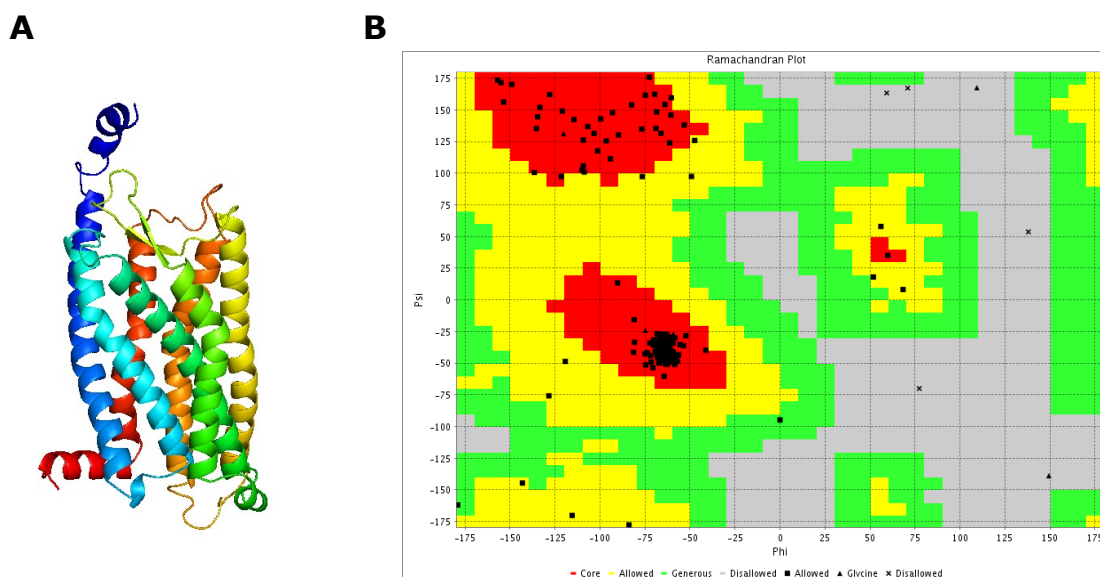 A
B
Ramachandran Plot
Psi
175
150
125
100
75
50
25
0
-25
-50
-75
-100
-125
-150
-175
-175 -150 -125 -100 -75 -50 -25 0 25 50 75 100 125 150 175
Phi
Core Allowed Generous Disallowed Allowed Glycine Disallowed